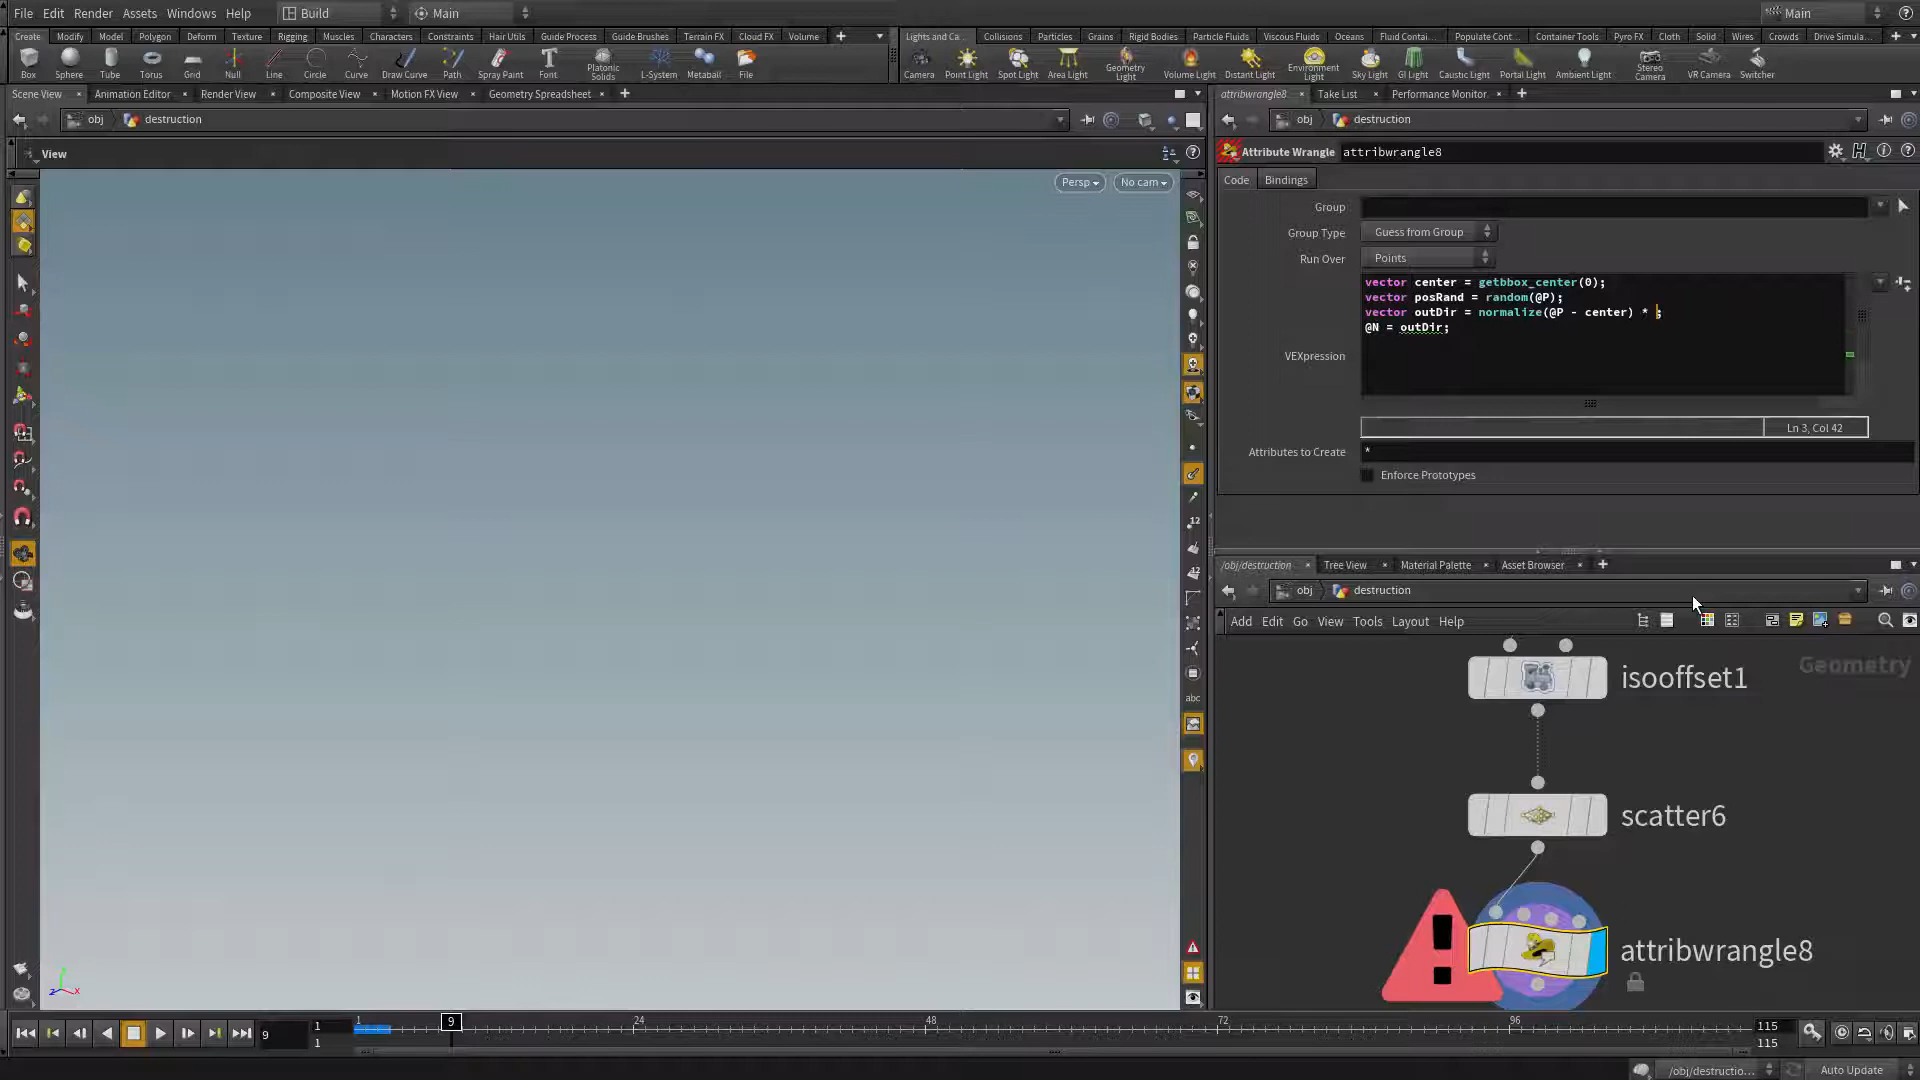 File Edit Render Assets Windows Help Build Main Main
Create Modify Model Polygon Deform Texture Rigging Muscles Characters Constraints Hair Utils Guide Process Guide Brushes Terrain FX Cloud FX Volume
Lights and Ca... Collisions Particles Grains Rigid Bodies Particle Fluids Viscous Fluids Oceans Fluid Contai... Populate Cont... Container Tools Pyro FX Cloth Solid Wires Crowds Drive Simula...
Box Sphere Tube Torus Grid Null Line Circle Curve Draw Curve Path Spray Paint Font Platonic Solids L-System Metaball File
Camera Point Light Spot Light Area Light Geometry Light Volume Light Distant Light Environment Light Sky Light GI Light Caustic Light Portal Light Ambient Light Stereo Camera VR Camera Switcher
Scene View Animation Editor Render View Composite View Motion FX View Geometry Spreadsheet
attribwrangle8 Take List Performance Monitor
obj destruction
obj destruction
View
Persp No cam
Attribute Wrangle attribwrangle8
Code Bindings
Group
Group Type Guess from Group
Run Over Points
vector center = getbbox_center(0);
vector posRand = random(@P);
vector outDir = normalize(@P - center) * ;
@N = outDir;
VEXpression
Ln 3, Col 42
Attributes to Create *
Enforce Prototypes
/obj/destruction Tree View Material Palette Asset Browser
obj destruction
Add Edit Go View Tools Layout Help
Geometry
isooffset1
scatter6
attribwrangle8
12
12
abc
z x
9 1 1 1 9 24 48 72 96 115 115
/obj/destructio... Auto Update